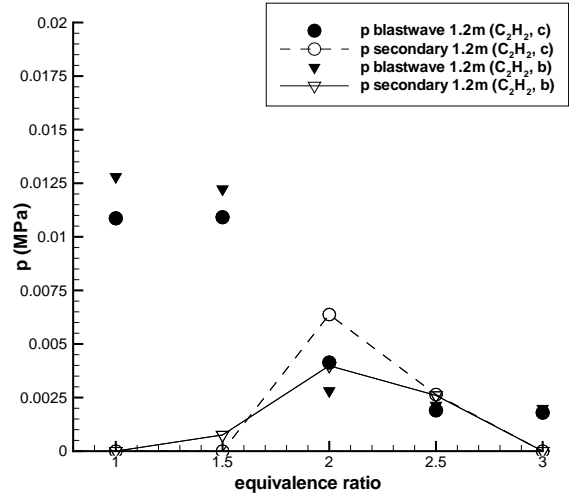 p blastwave 1.2m (C₂H₂, c)
p secondary 1.2m (C₂H₂, c)
p blastwave 1.2m (C₂H₂, b)
p secondary 1.2m (C₂H₂, b)
0.02
0.0175
0.015
0.0125
0.01
0.0075
0.005
0.0025
0
p (MPa)
1 1.5 2 2.5 3
equivalence ratio